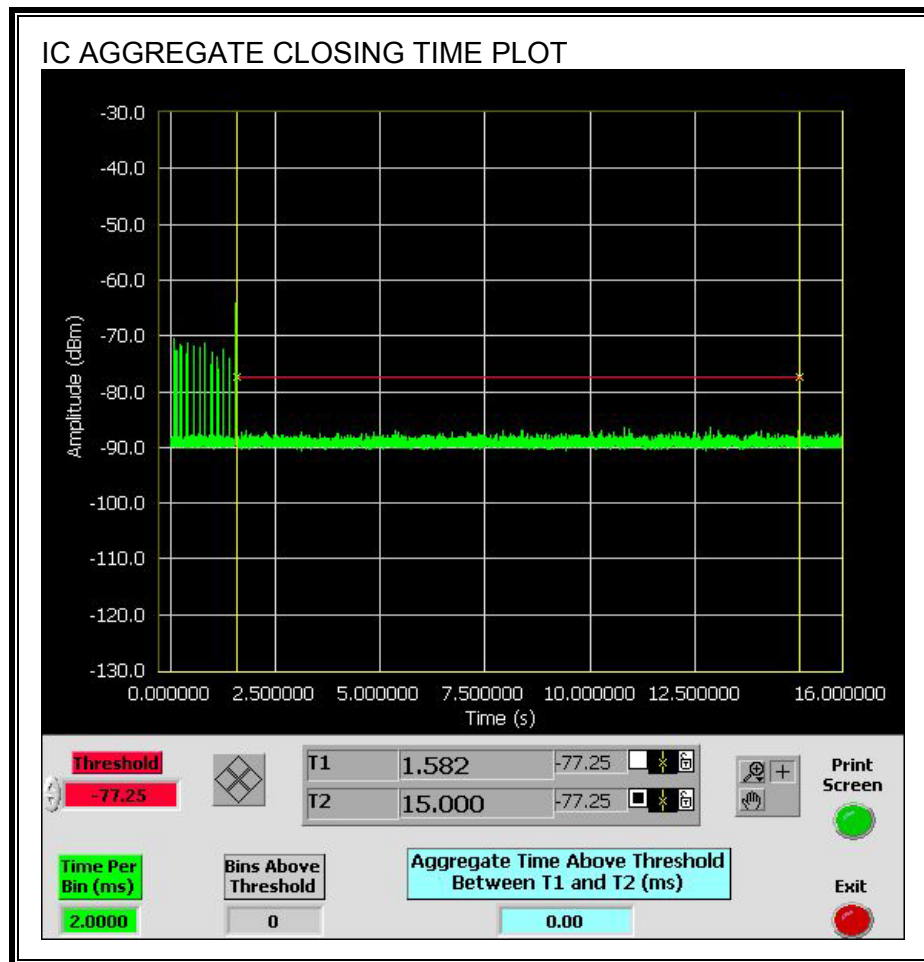 IC AGGREGATE CLOSING TIME PLOT
-30.0
-40.0
-50.0
-60.0
-70.0
-80.0
-90.0
-100.0
-110.0
-120.0
-130.0
Amplitude (dBm)
0.000000 2.500000 5.000000 7.500000 10.000000 12.500000 16.000000
Time (s)
Threshold
-77.25
T1 1.582 -77.25
T2 15.000 -77.25
Print
Screen
Time Per
Bin (ms)
2.0000
Bins Above
Threshold
0
Aggregate Time Above Threshold
Between T1 and T2 (ms)
0.00
Exit